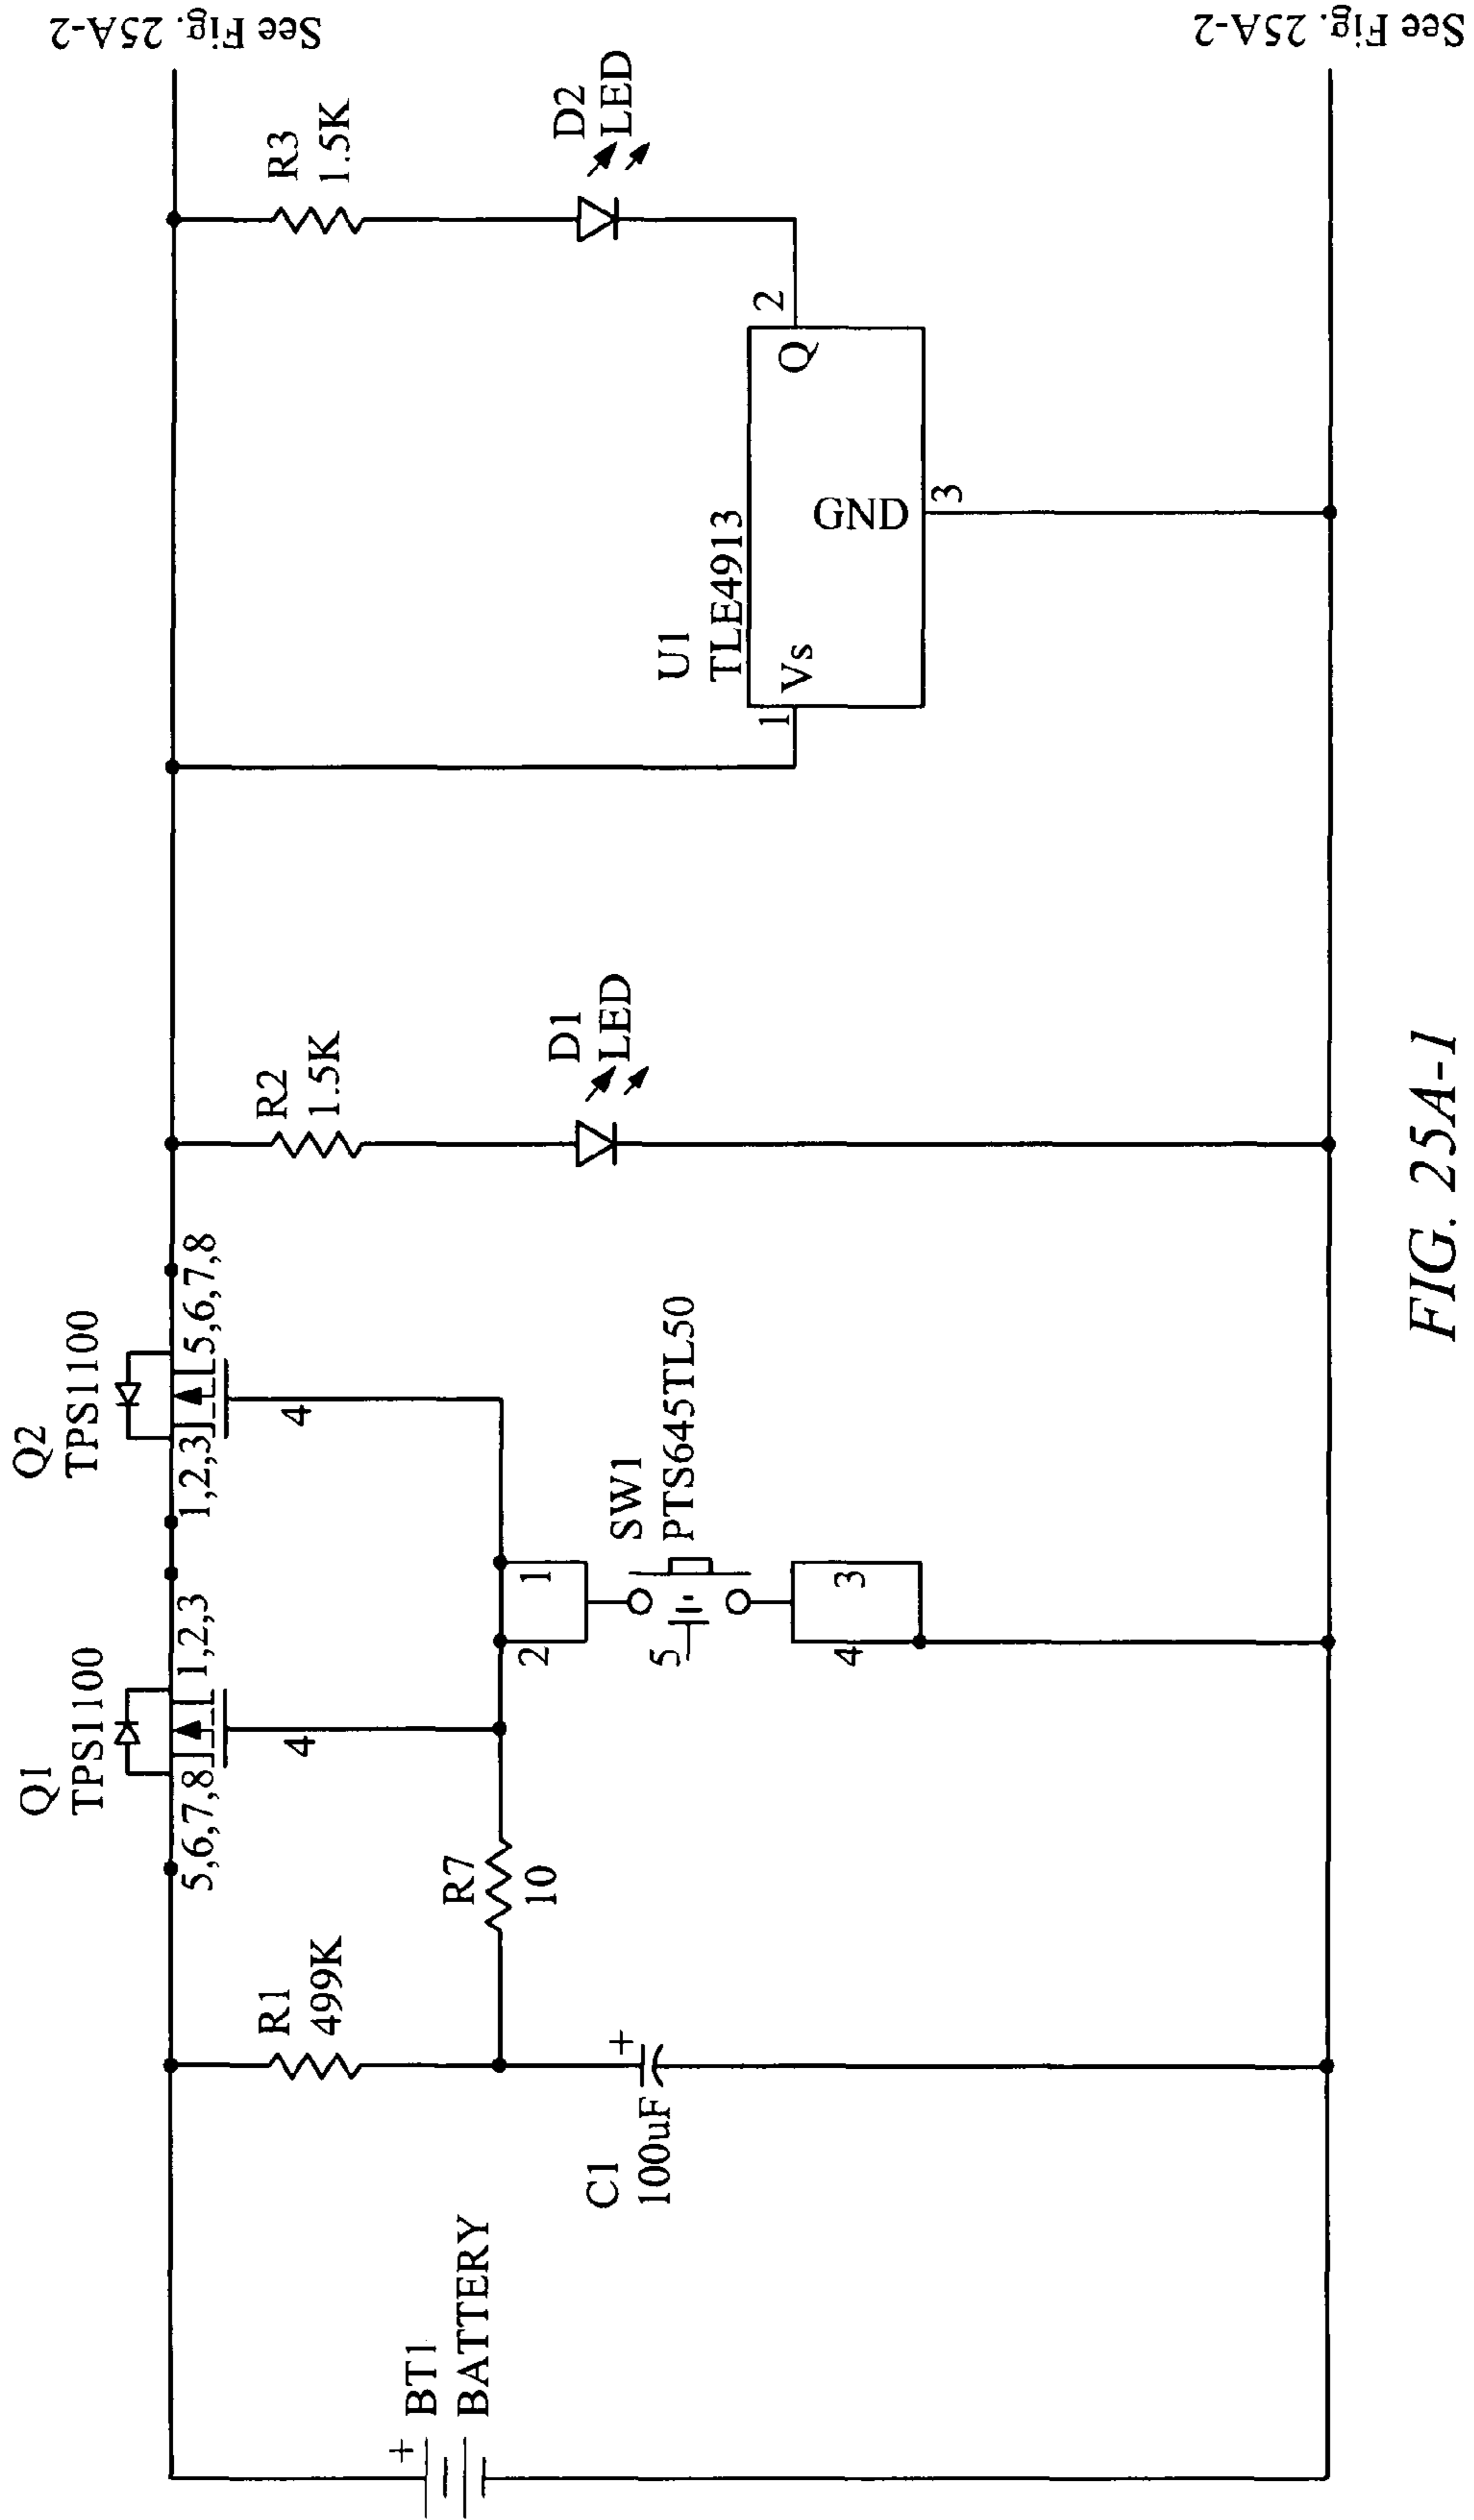 BT1
BATTERY
+
C1
100uF
+
R1
499K
R7
10
Q1
TPS1100
5,6,7,8
1,2,3
4
Q2
TPS1100
1,2,3
5,6,7,8
4
2
1
5
SW1
PTS645TL50
4
3
R2
1.5K
D1
LED
U1
TLE4913
1
Vs
GND
3
Q
2
R3
1.5K
D2
LED
See Fig. 25A-2
See Fig. 25A-2
FIG. 25A-1